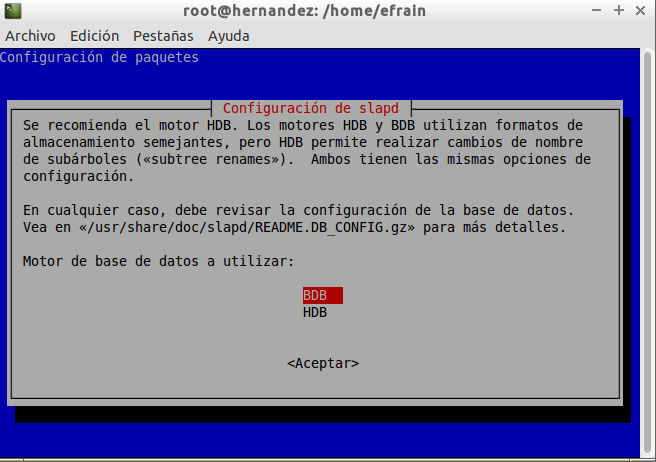 root@hernandez: /home/efrain
Archivo Edición Pestañas Ayuda
Configuración de paquetes
Configuración de slapd
Se recomienda el motor HDB. Los motores HDB y BDB utilizan formatos de
almacenamiento semejantes, pero HDB permite realizar cambios de nombre
de subárboles («subtree renames»).  Ambos tienen las mismas opciones de
configuración.
En cualquier caso, debe revisar la configuración de la base de datos.
Vea en «/usr/share/doc/slapd/README.DB_CONFIG.gz» para más detalles.
Motor de base de datos a utilizar:
BDB
HDB
<Aceptar>